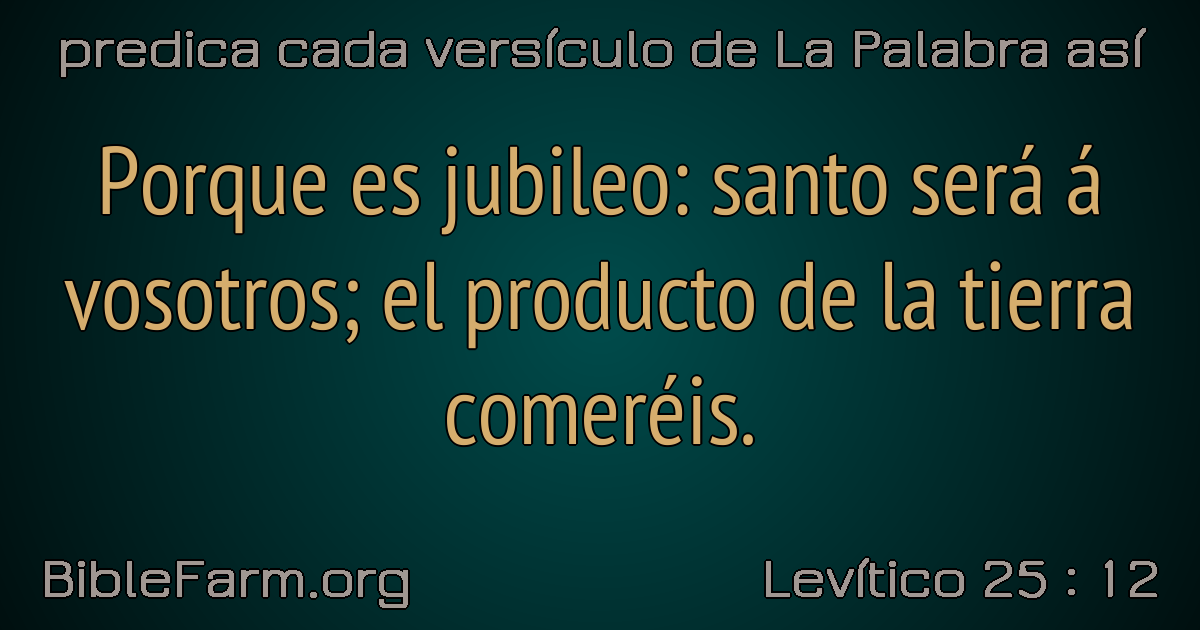 predica cada versículo de La Palabra así
Porque es jubileo: santo será á
vosotros; el producto de la tierra
comeréis.
BibleFarm.org
Levítico 25 : 12